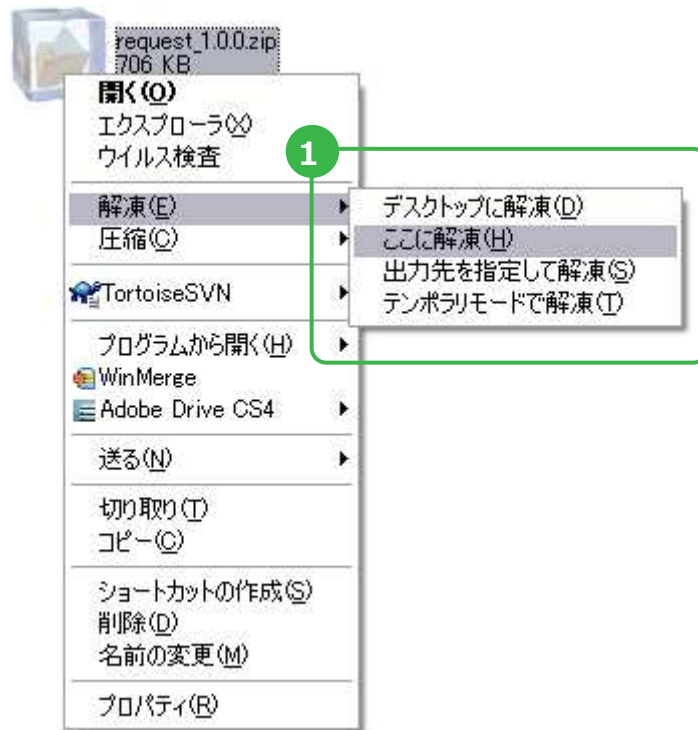 request_1.0.0.zip
706 KB
開く(O)
エクスプローラ(X)
ウイルス検査
1
解凍(E)
デスクトップに解凍(D)
圧縮(C)
ここに解凍(H)
出力先を指定して解凍(S)
TortoiseSVN
テンポラリモードで解凍(T)
プログラムから開く(H)
WinMerge
Adobe Drive CS4
送る(N)
切り取り(T)
コピー(C)
ショートカットの作成(S)
削除(D)
名前の変更(M)
プロパティ(R)